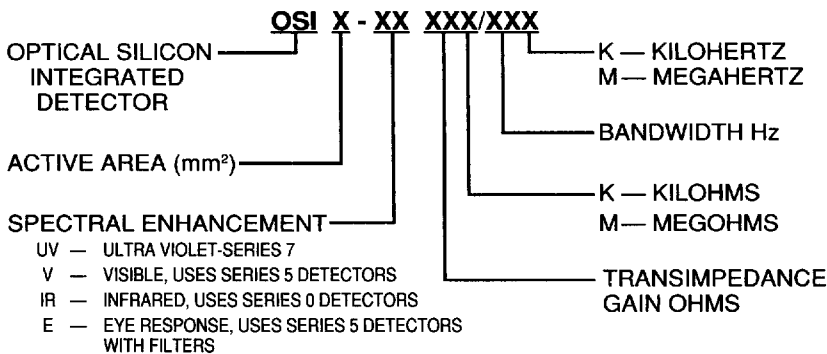 OSI X - XX XXX/XXX
OPTICAL SILICON
INTEGRATED
DETECTOR
K — KILOHERTZ
M — MEGAHERTZ
BANDWIDTH Hz
ACTIVE AREA (mm²)
K — KILOHMS
M — MEGOHMS
SPECTRAL ENHANCEMENT
UV — ULTRA VIOLET-SERIES 7
V — VISIBLE, USES SERIES 5 DETECTORS
IR — INFRARED, USES SERIES 0 DETECTORS
E — EYE RESPONSE, USES SERIES 5 DETECTORS
WITH FILTERS
TRANSIMPEDANCE
GAIN OHMS